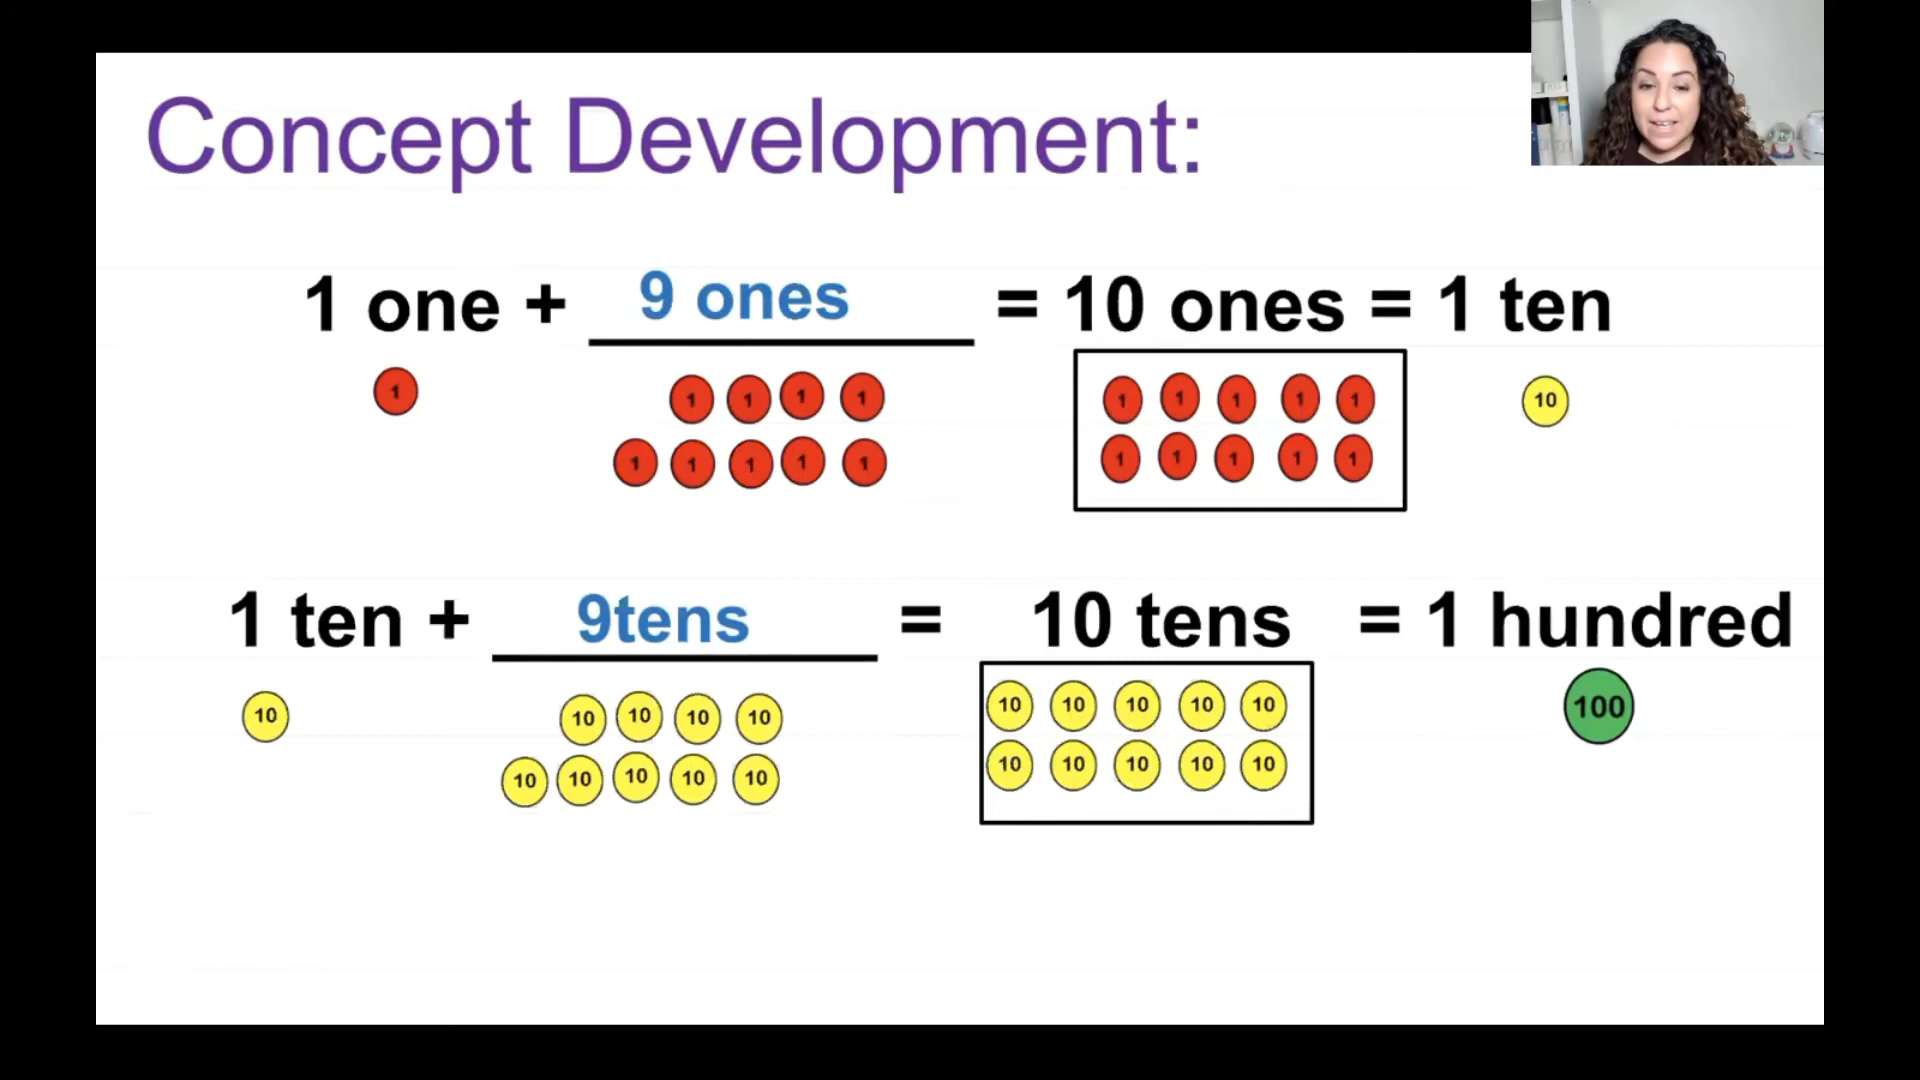 Concept Development:
1 one + 9 ones = 10 ones = 1 ten
1
1 1 1 1
1 1 1 1 1
1 1 1 1 1
1 1 1 1 1
10
1 ten + 9tens = 10 tens = 1 hundred
10
10 10 10 10
10 10 10 10 10
10 10 10 10 10
10 10 10 10 10
100